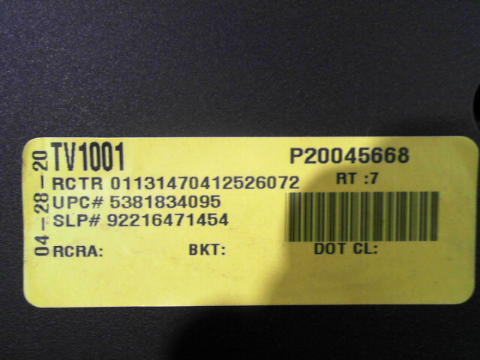 04-28-20
TV1001 P20045668
RCTR 01131470412526072 RT :7
UPC# 5381834095
SLP# 92216471454
RCRA: BKT: DOT CL: